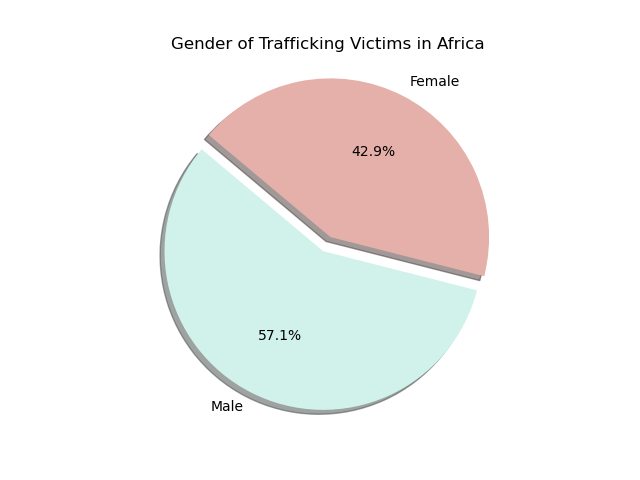 Gender of Trafficking Victims in Africa
Female
42.9%
57.1%
Male